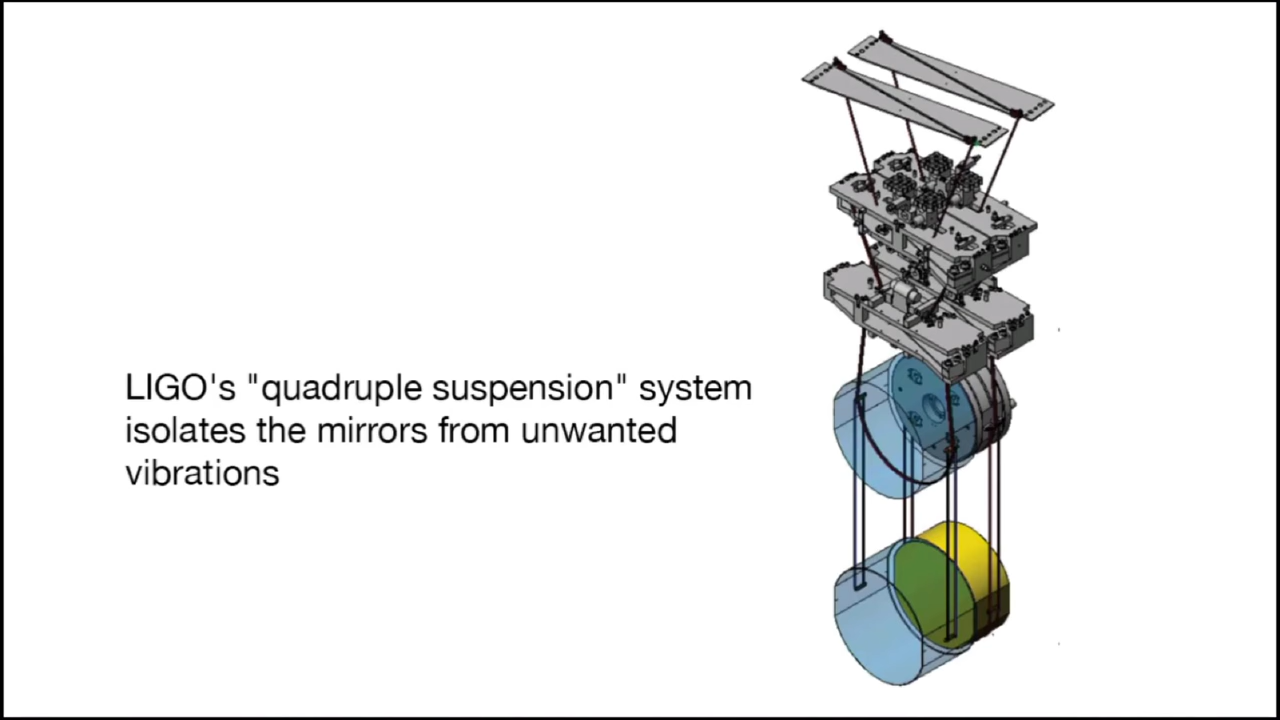 LIGO's "quadruple suspension" system
isolates the mirrors from unwanted
vibrations